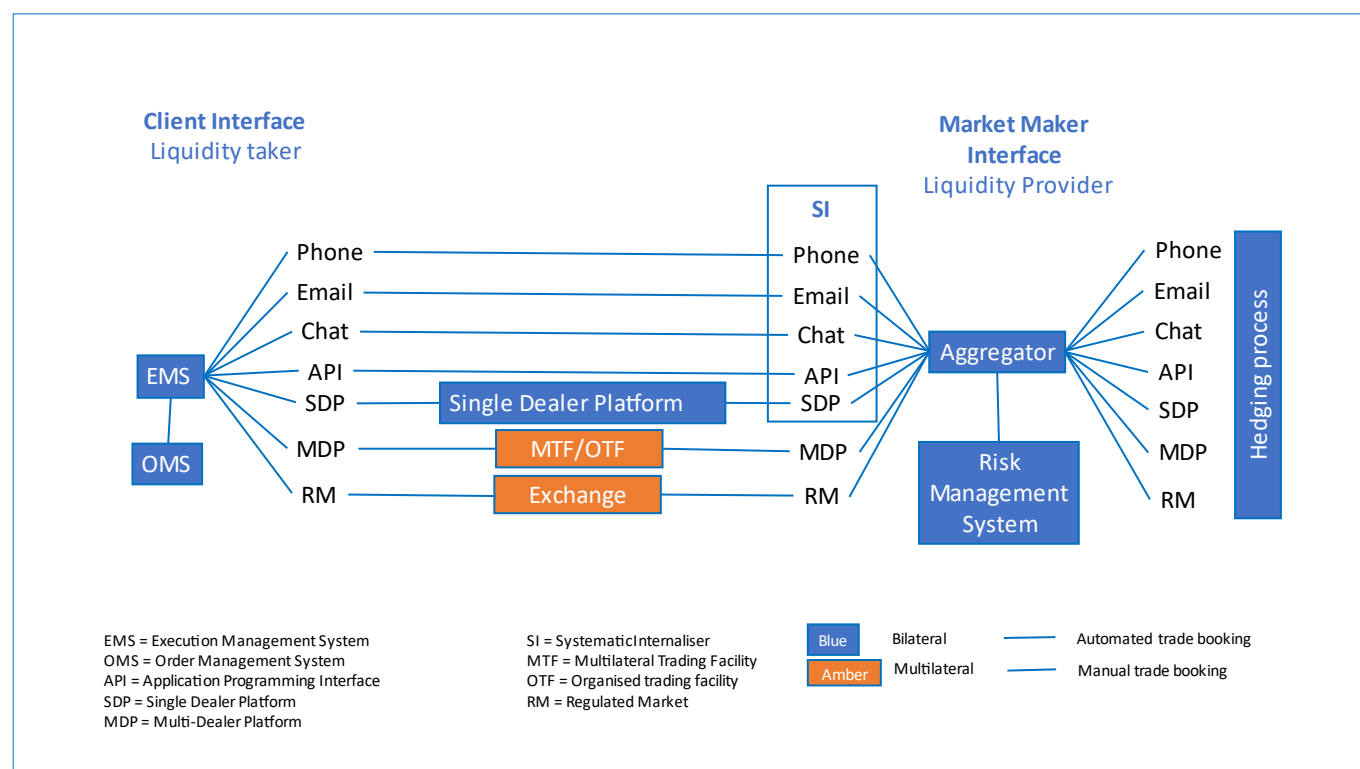 Client Interface
Liquidity taker
Market Maker
Interface
Liquidity Provider
SI
Phone
Email
Chat
API
SDP
MDP
RM
EMS
OMS
Single Dealer Platform
MTF/OTF
Exchange
Phone
Email
Chat
API
SDP
MDP
RM
Aggregator
Risk
Management
System
Phone
Email
Chat
API
SDP
MDP
RM
Hedging process
EMS = Execution Management System
OMS = Order Management System
API = Application Programming Interface
SDP = Single Dealer Platform
MDP = Multi-Dealer Platform
SI = SystematicInternaliser
MTF = Multilateral Trading Facility
OTF = Organised trading facility
RM = Regulated Market
Blue Bilateral Automated trade booking
Amber Multilateral Manual trade booking